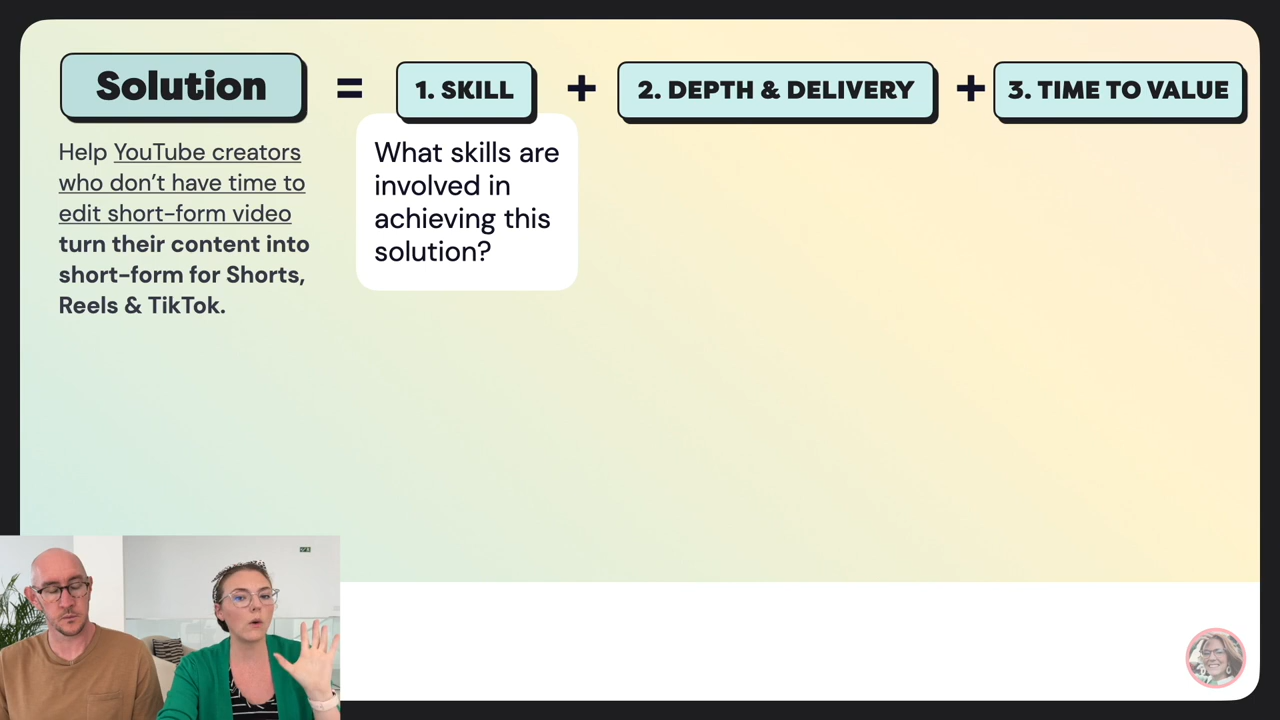 Solution = 1. SKILL + 2. DEPTH & DELIVERY + 3. TIME TO VALUE
Help YouTube creators
who don’t have time to
edit short-form video
turn their content into
short-form for Shorts,
Reels & TikTok.
What skills are
involved in
achieving this
solution?